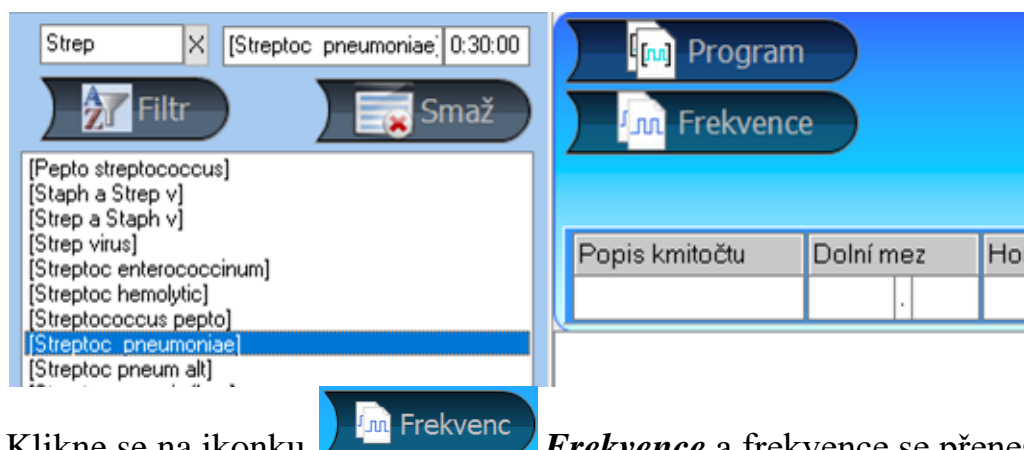 Strep
[Streptoc pneumoniae]
0:30:00
Filtr
Smaž
[Pepto streptococcus]
[Staph a Strep v]
[Strep a Staph v]
[Strep virus]
[Streptoc enterococcinum]
[Streptoc hemolytic]
[Streptococcus pepto]
[Streptoc pneumoniae]
[Streptoc pneum alt]
Program
Frekvence
Popis kmitočtu
Dolní mez
.
Klikne se na ikonku Frekvenc Frekvence a frekvence se